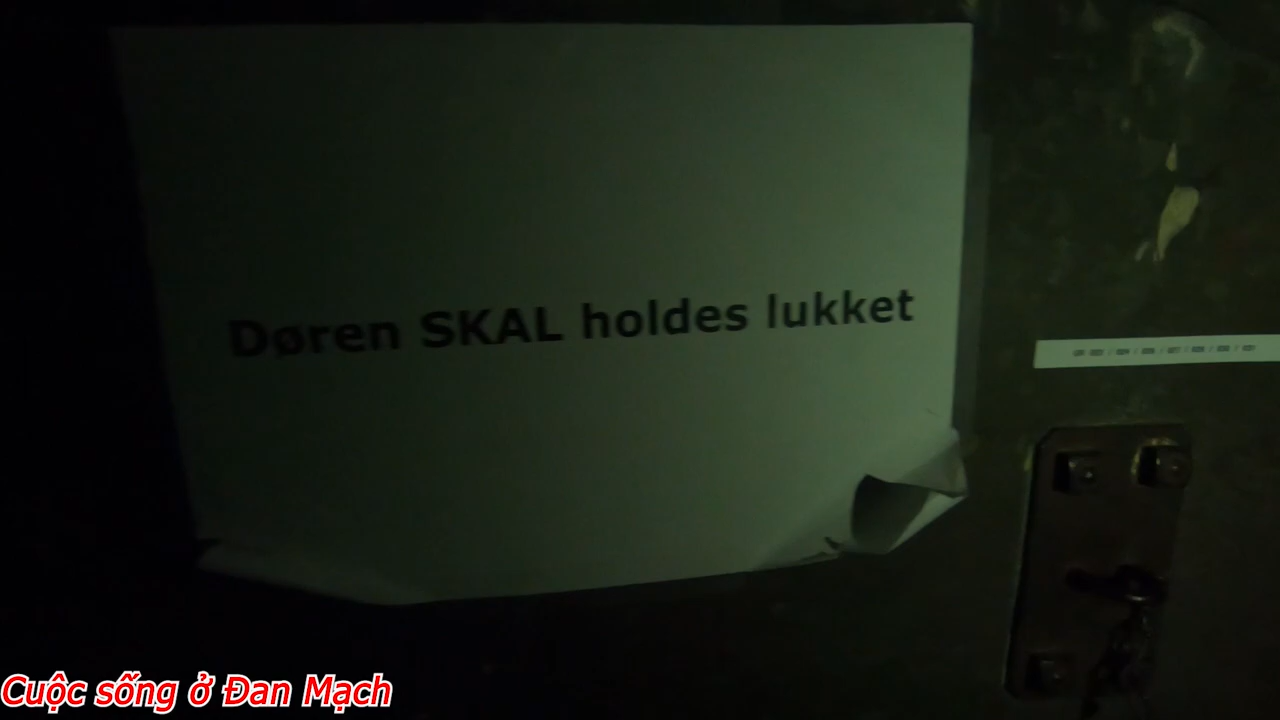 Døren SKAL holdes lukket
Cuộc sống ở Đan Mạch